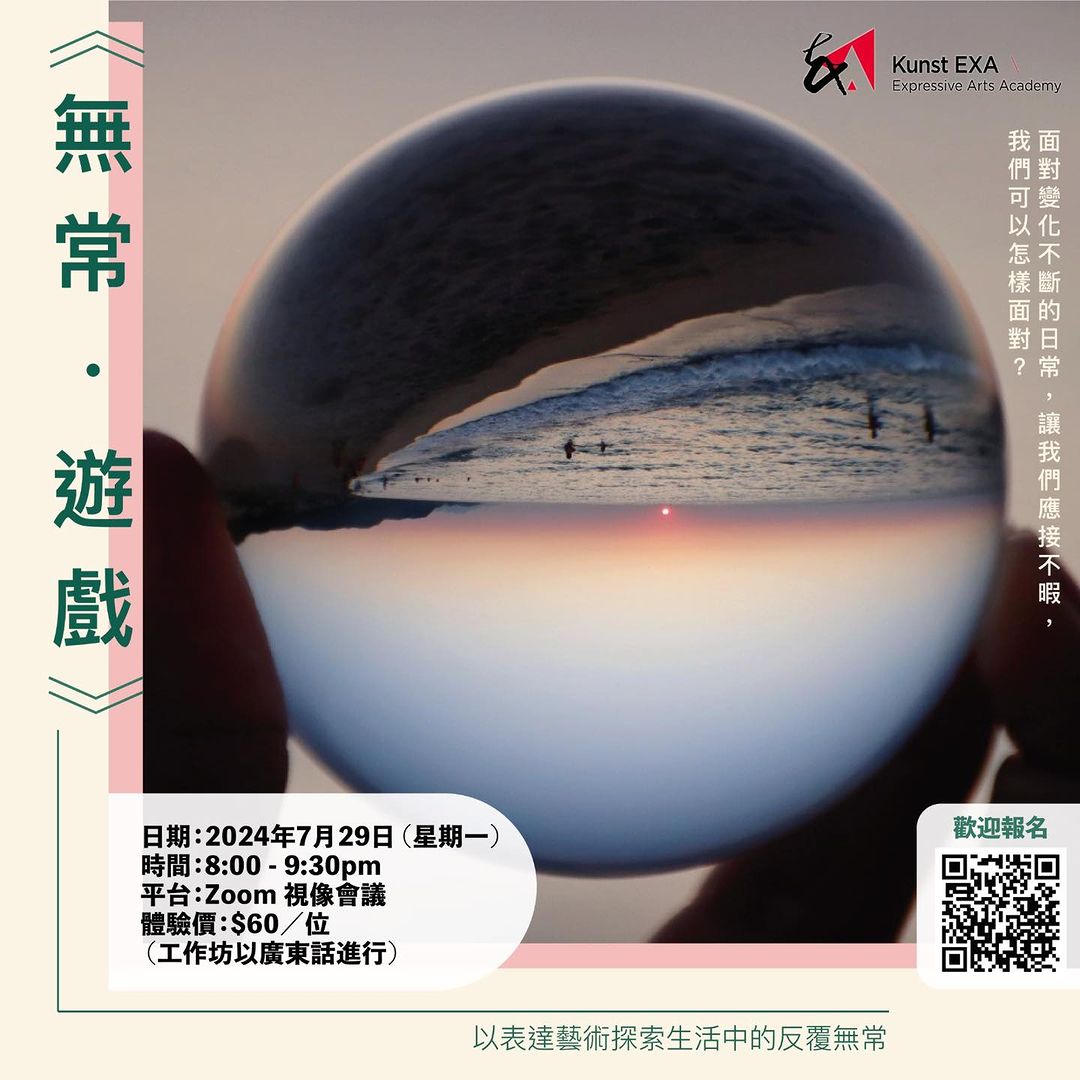 《無常・遊戲》
Kunst EXA
Expressive Arts Academy
面對變化不斷的日常，讓我們應接不暇，
我們可以怎樣面對？
日期：2024年7月29日（星期一）
時間：8:00 - 9:30pm
平台：Zoom 視像會議
體驗價：$60／位
（工作坊以廣東話進行）
歡迎報名
以表達藝術探索生活中的反覆無常